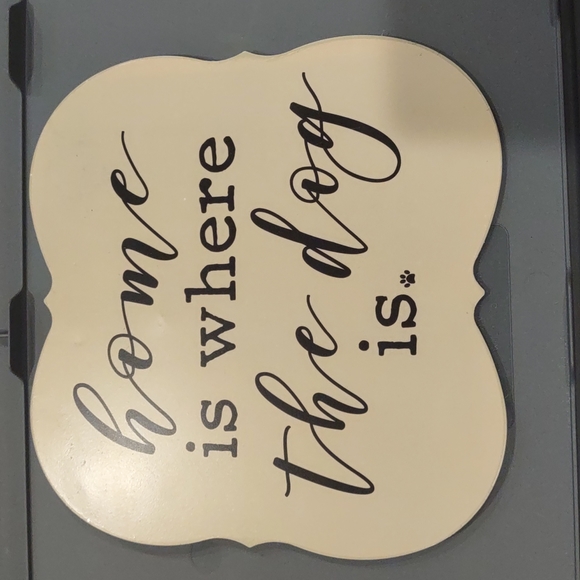 home
is where
the dog
is.